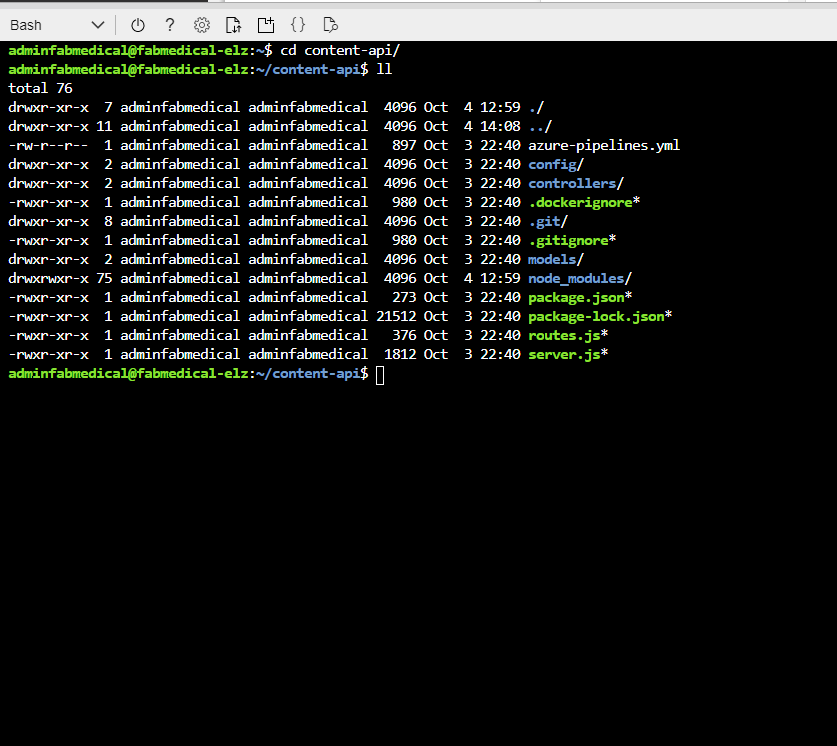 Bash
adminfabmedical@fabmedical-elz:~$ cd content-api/
adminfabmedical@fabmedical-elz:~/content-api$ ll
total 76
drwxr-xr-x  7 adminfabmedical adminfabmedical  4096 Oct  4 12:59 ./
drwxr-xr-x 11 adminfabmedical adminfabmedical  4096 Oct  4 14:08 ../
-rw-r--r--  1 adminfabmedical adminfabmedical   897 Oct  3 22:40 azure-pipelines.yml
drwxr-xr-x  2 adminfabmedical adminfabmedical  4096 Oct  3 22:40 config/
drwxr-xr-x  2 adminfabmedical adminfabmedical  4096 Oct  3 22:40 controllers/
-rwxr-xr-x  1 adminfabmedical adminfabmedical   980 Oct  3 22:40 .dockerignore*
drwxr-xr-x  8 adminfabmedical adminfabmedical  4096 Oct  3 22:40 .git/
-rwxr-xr-x  1 adminfabmedical adminfabmedical   980 Oct  3 22:40 .gitignore*
drwxr-xr-x  2 adminfabmedical adminfabmedical  4096 Oct  3 22:40 models/
drwxrwxr-x 75 adminfabmedical adminfabmedical  4096 Oct  4 12:59 node_modules/
-rwxr-xr-x  1 adminfabmedical adminfabmedical   273 Oct  3 22:40 package.json*
-rwxr-xr-x  1 adminfabmedical adminfabmedical 21512 Oct  3 22:40 package-lock.json*
-rwxr-xr-x  1 adminfabmedical adminfabmedical   376 Oct  3 22:40 routes.js*
-rwxr-xr-x  1 adminfabmedical adminfabmedical  1812 Oct  3 22:40 server.js*
adminfabmedical@fabmedical-elz:~/content-api$